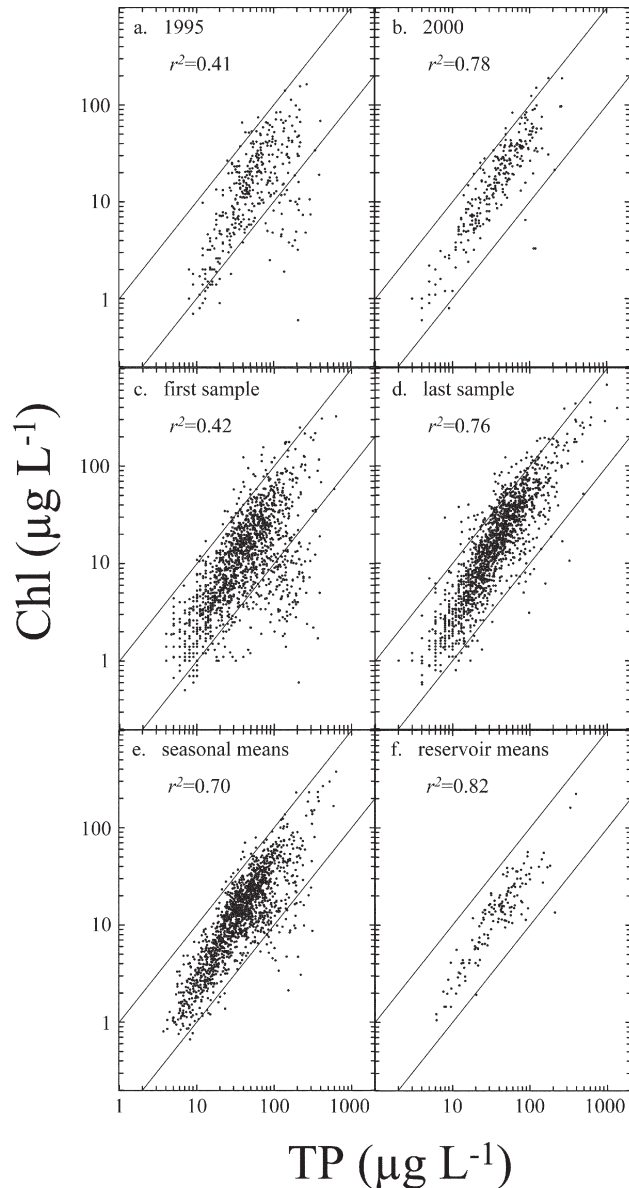 a. 1995
r²=0.41
b. 2000
r²=0.78
100
10
1
c. first sample
r²=0.42
d. last sample
r²=0.76
100
10
1
Chl (µg L⁻¹)
e. seasonal means
r²=0.70
f. reservoir means
r²=0.82
100
10
1
1 10 100 1000 10 100 1000
TP (µg L⁻¹)